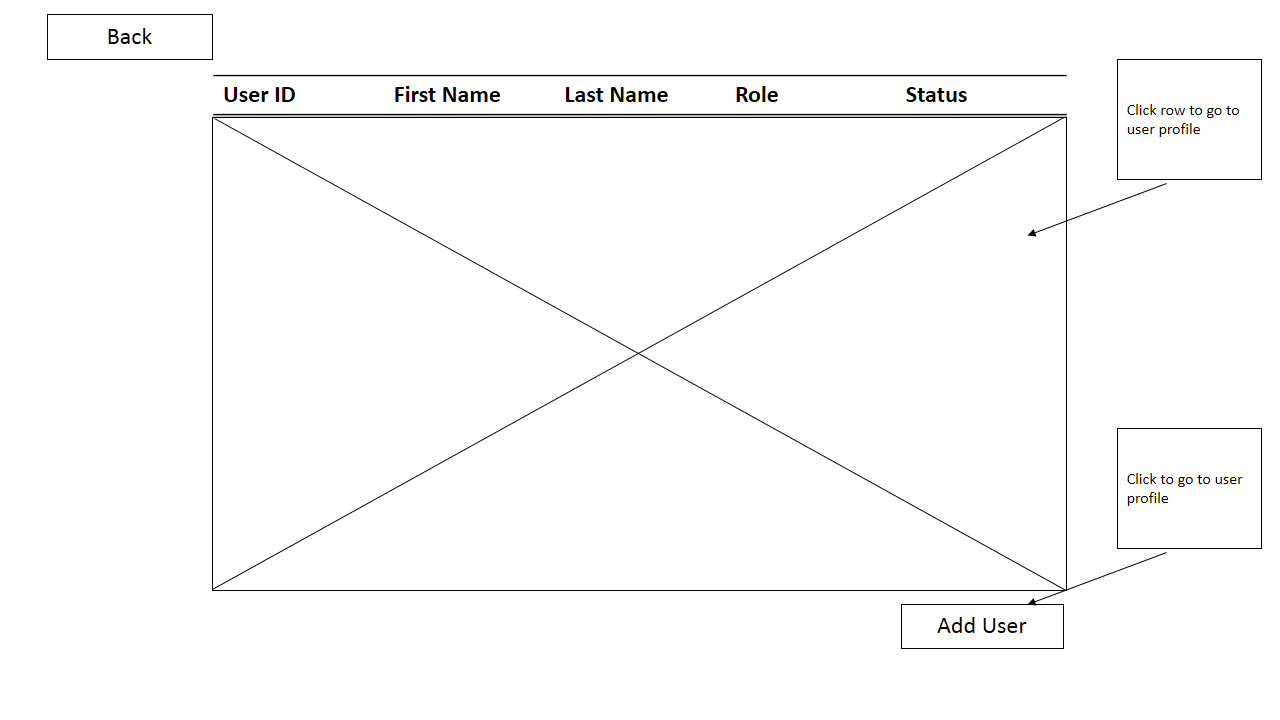 Back
User ID First Name Last Name Role Status
Click row to go to
user profile
Click to go to user
profile
Add User